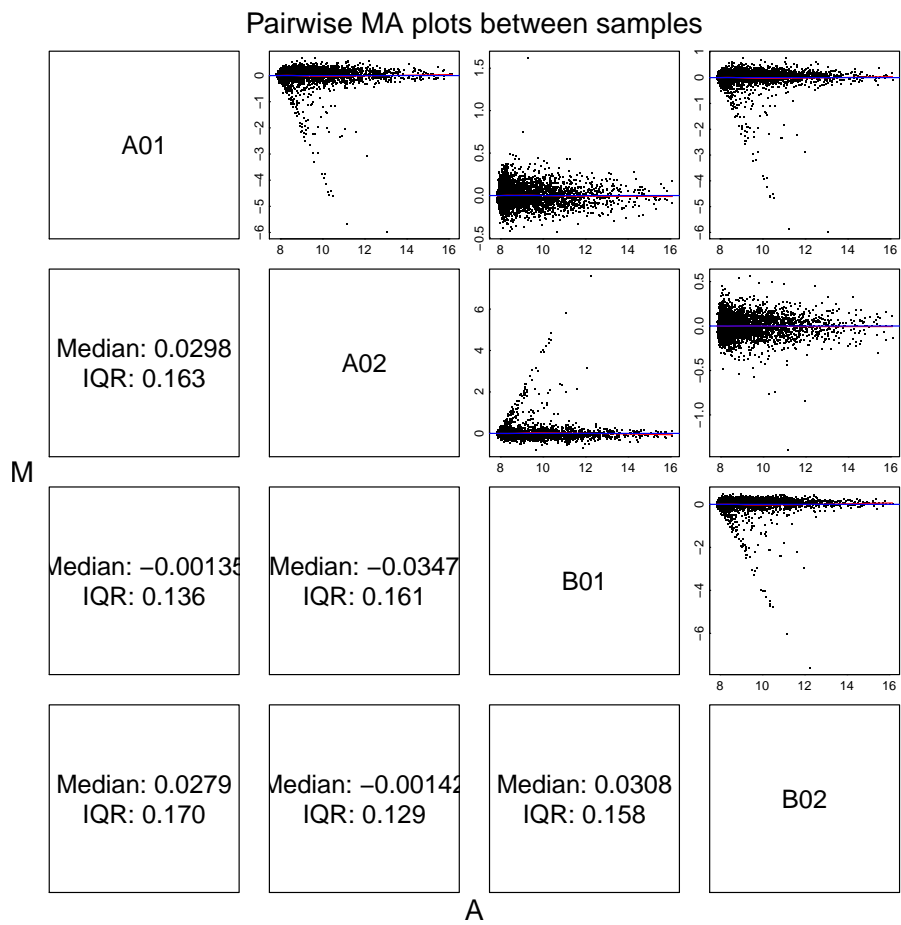 Pairwise MA plots between samples
A01
0
−1
−2
−3
−4
−5
−6
8 10 12 14 16
1.5
1.0
0.5
0.0
−0.5
8 10 12 14 16
1
0
−1
−2
−3
−4
−5
−6
8 10 12 14 16
Median: 0.0298
IQR: 0.163
A02
6
4
2
0
8 10 12 14 16
0.5
0.0
−0.5
−1.0
8 10 12 14 16
M
Median: −0.00135
IQR: 0.136
Median: −0.0347
IQR: 0.161
B01
0
−2
−4
−6
8 10 12 14 16
Median: 0.0279
IQR: 0.170
Median: −0.00142
IQR: 0.129
Median: 0.0308
IQR: 0.158
B02
A